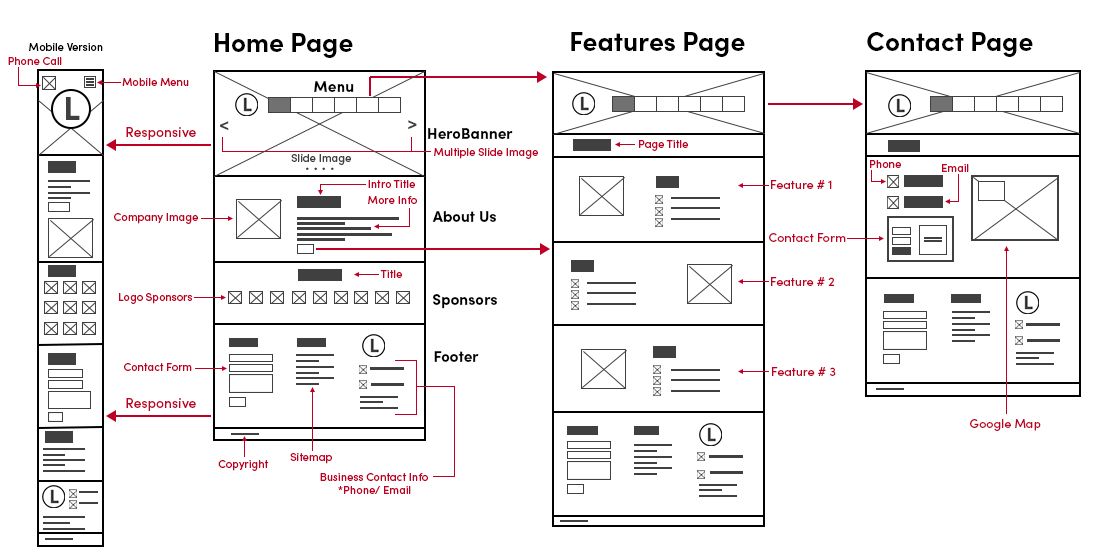 Mobile Version
Phone Call
Mobile Menu
L
Responsive
Responsive
L
Home Page
L
Menu
<
>
Slide Image
HeroBanner
Multiple Slide Image
Intro Title
More Info
Company Image
About Us
Title
Logo Sponsors
Sponsors
L
Contact Form
Footer
Copyright
Sitemap
Business Contact Info
*Phone/ Email
Features Page
L
Page Title
Feature # 1
Feature # 2
Feature # 3
L
Contact Page
L
Phone
Email
Contact Form
L
Google Map